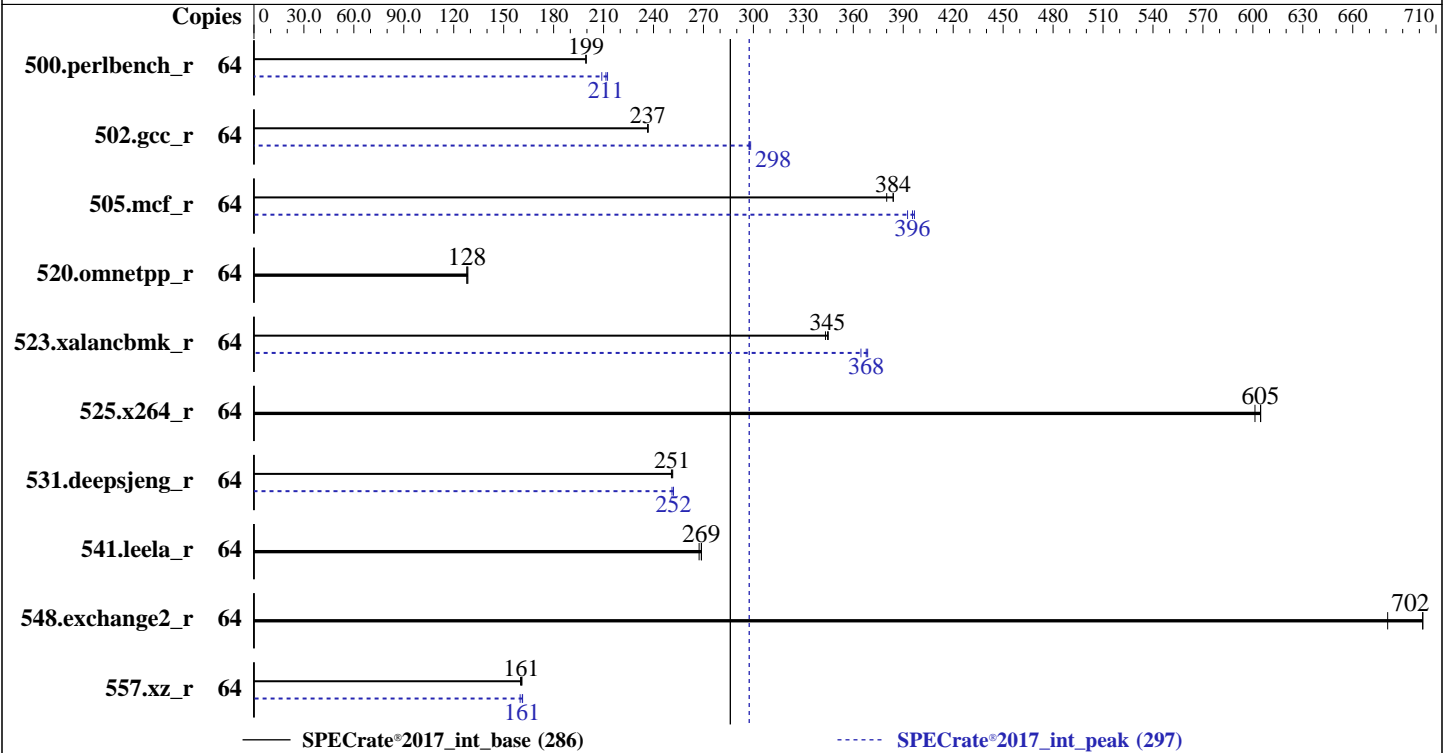 Copies 0 30.0 60.0 90.0 120 150 180 210 240 270 300 330 360 390 420 450 480 510 540 570 600 630 660 710
500.perlbench_r 64 199
211
502.gcc_r 64 237
298
505.mcf_r 64 384
396
520.omnetpp_r 64 128
523.xalancbmk_r 64 345
368
525.x264_r 64 605
531.deepsjeng_r 64 251
252
541.leela_r 64 269
548.exchange2_r 64 702
557.xz_r 64 161
161
SPECrate®2017_int_base (286) SPECrate®2017_int_peak (297)